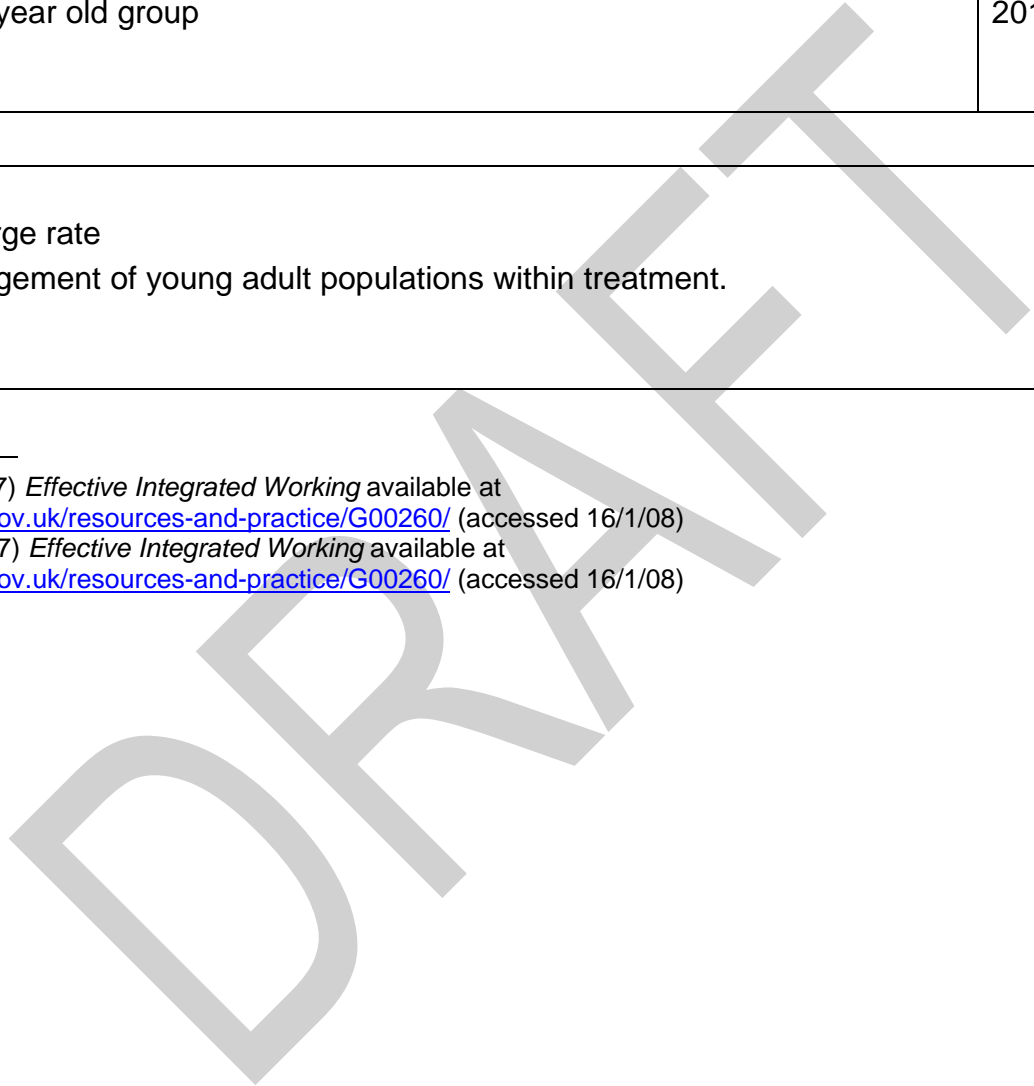 year old group
201
ge rate
gement of young adult populations within treatment.
7) Effective Integrated Working available at
ov.uk/resources-and-practice/G00260/ (accessed 16/1/08)
7) Effective Integrated Working available at
ov.uk/resources-and-practice/G00260/ (accessed 16/1/08)
DRAFT